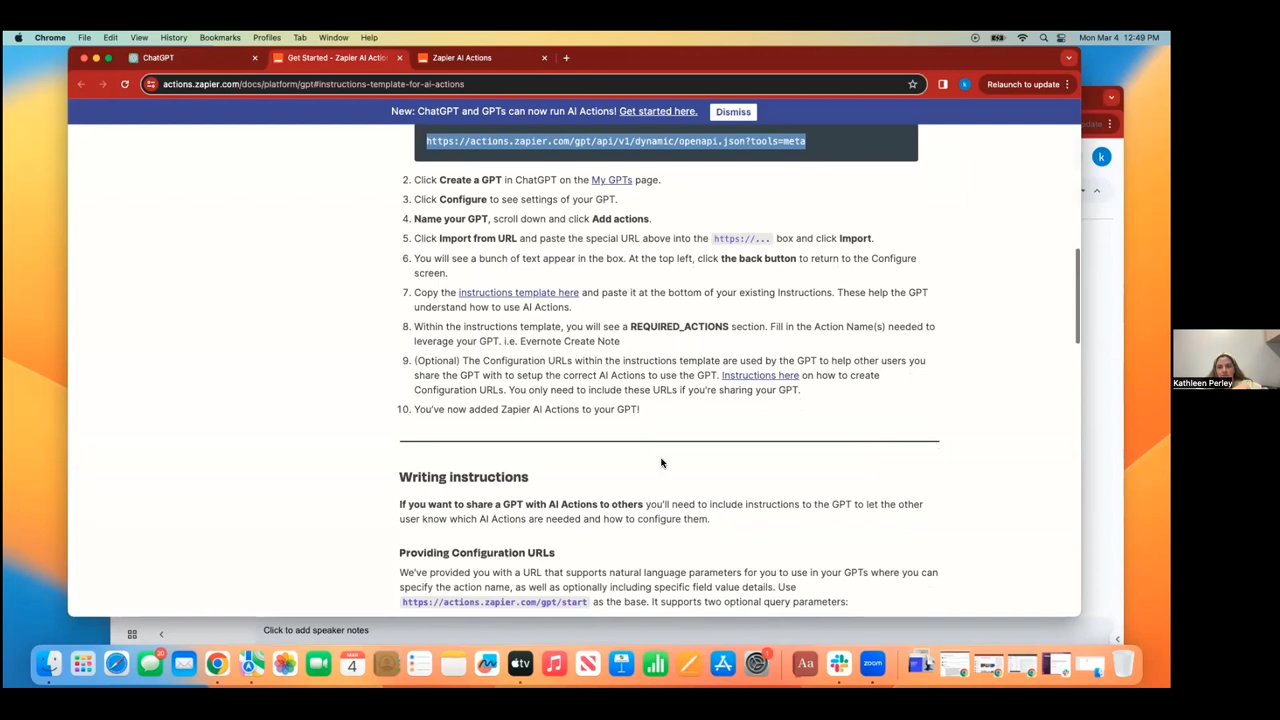 Chrome File Edit View History Bookmarks Profiles Tab Window Help Mon Mar 4 12:49 PM
ChatGPT
Get Started - Zapier AI Actio
Zapier AI Actions
actions.zapier.com/docs/platform/gpt#instructions-template-for-ai-actions
k
Relaunch to update
New: ChatGPT and GPTs can now run AI Actions! Get started here. Dismiss
https://actions.zapier.com/gpt/api/v1/dynamic/openapi.json?tools=meta
k
2. Click Create a GPT in ChatGPT on the My GPTs page.
3. Click Configure to see settings of your GPT.
4. Name your GPT, scroll down and click Add actions.
5. Click Import from URL and paste the special URL above into the https://... box and click Import.
6. You will see a bunch of text appear in the box. At the top left, click the back button to return to the Configure
screen.
7. Copy the instructions template here and paste it at the bottom of your existing Instructions. These help the GPT
understand how to use AI Actions.
8. Within the instructions template, you will see a REQUIRED_ACTIONS section. Fill in the Action Name(s) needed to
leverage your GPT. i.e. Evernote Create Note
9. (Optional) The Configuration URLs within the instructions template are used by the GPT to help other users you
share the GPT with to setup the correct AI Actions to use the GPT. Instructions here on how to create
Configuration URLs. You only need to include these URLs if you're sharing your GPT.
10. You've now added Zapier AI Actions to your GPT!
Kathleen Perley
Writing instructions
If you want to share a GPT with AI Actions to others you'll need to include instructions to the GPT to let the other
user know which AI Actions are needed and how to configure them.
Providing Configuration URLs
We've provided you with a URL that supports natural language parameters for you to use in your GPTs where you can
specify the action name, as well as optionally including specific field value details. Use
https://actions.zapier.com/gpt/start as the base. It supports two optional query parameters:
Click to add speaker notes
20
MAR
4
tv
1
Aa
zoom